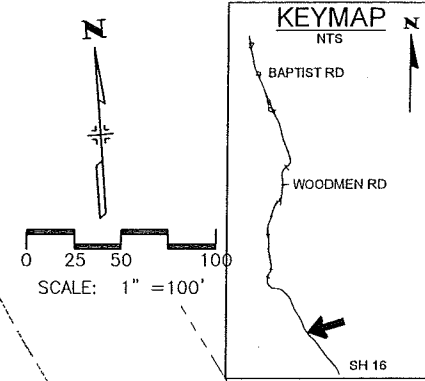 N
0 25 50 100
SCALE: 1" =100'
KEYMAP
NTS
N
BAPTIST RD
WOODMEN RD
SH 16